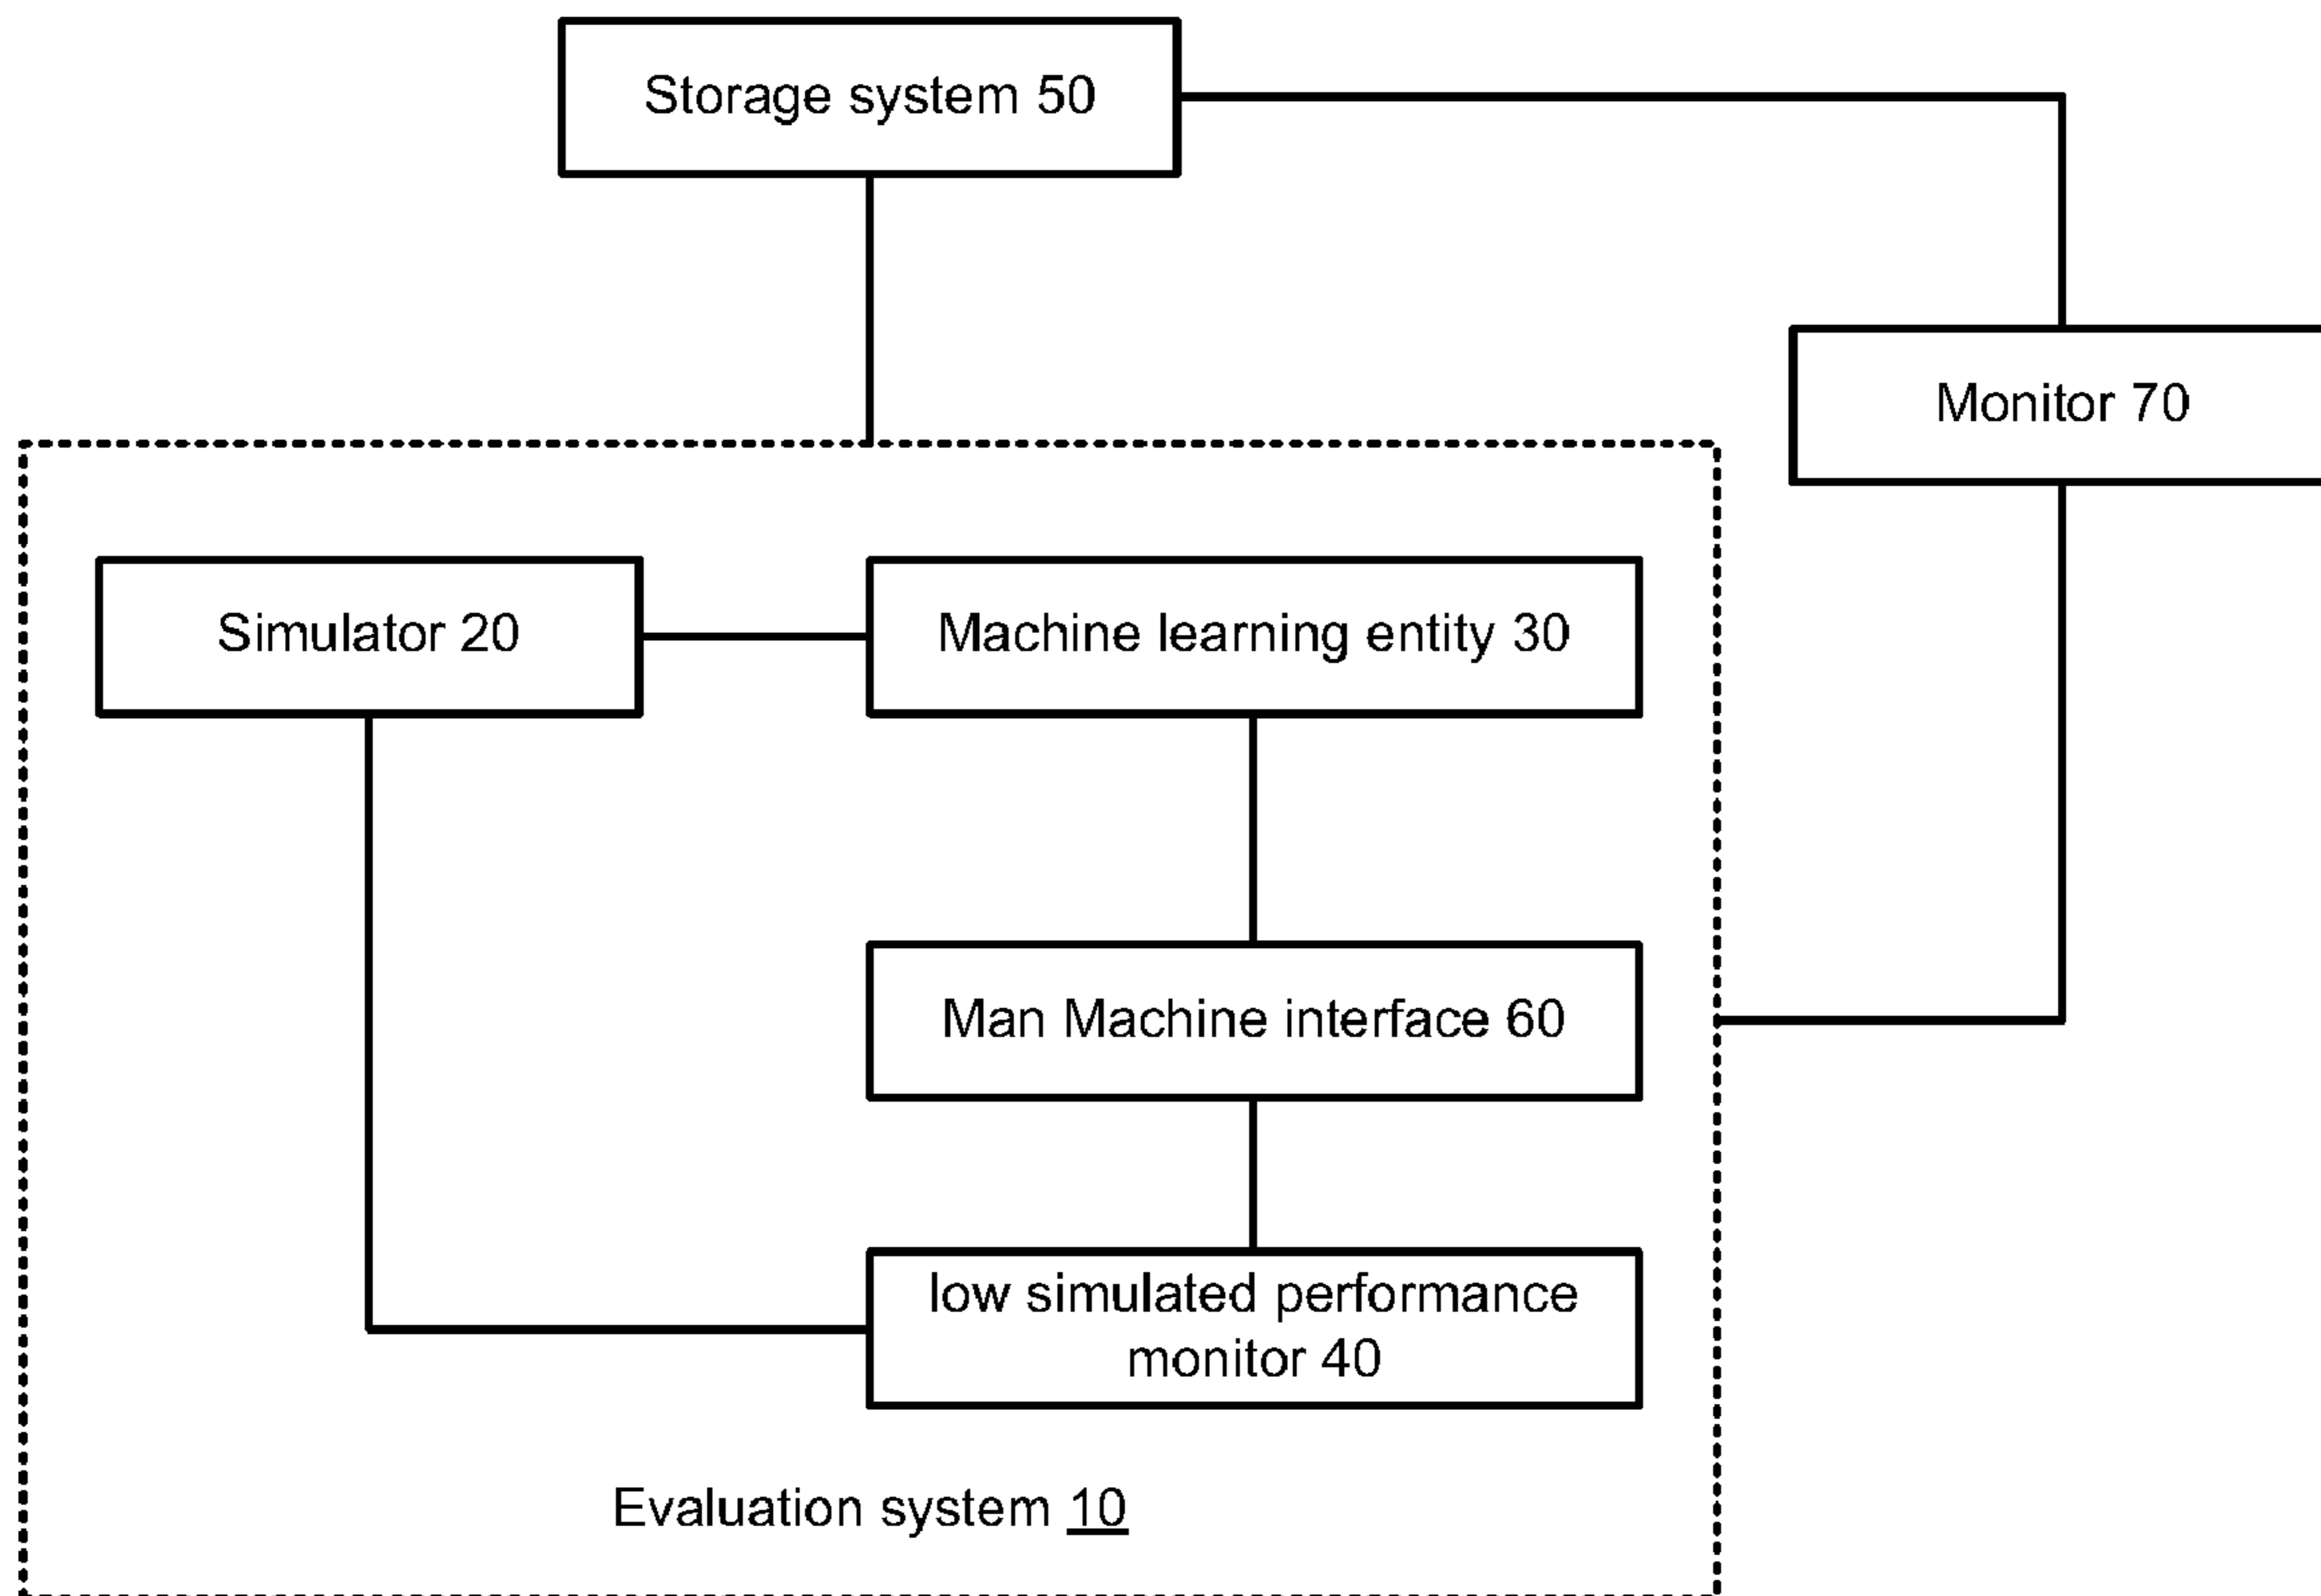 Storage system 50
Monitor 70
Simulator 20
Machine learning entity 30
Man Machine interface 60
low simulated performance
monitor 40
Evaluation system 10